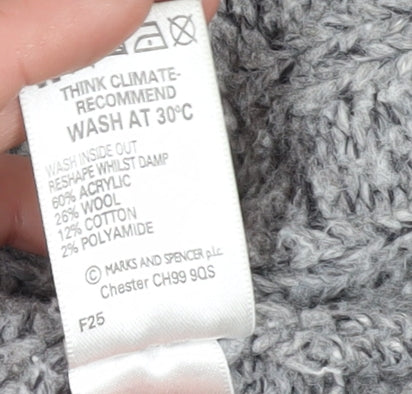 THINK CLIMATE-
RECOMMEND
WASH AT 30°C
WASH INSIDE OUT
RESHAPE WHILST DAMP
60% ACRYLIC
26% WOOL
12% COTTON
2% POLYAMIDE
© MARKS AND SPENCER p.l.c.
Chester CH99 9QS
F25